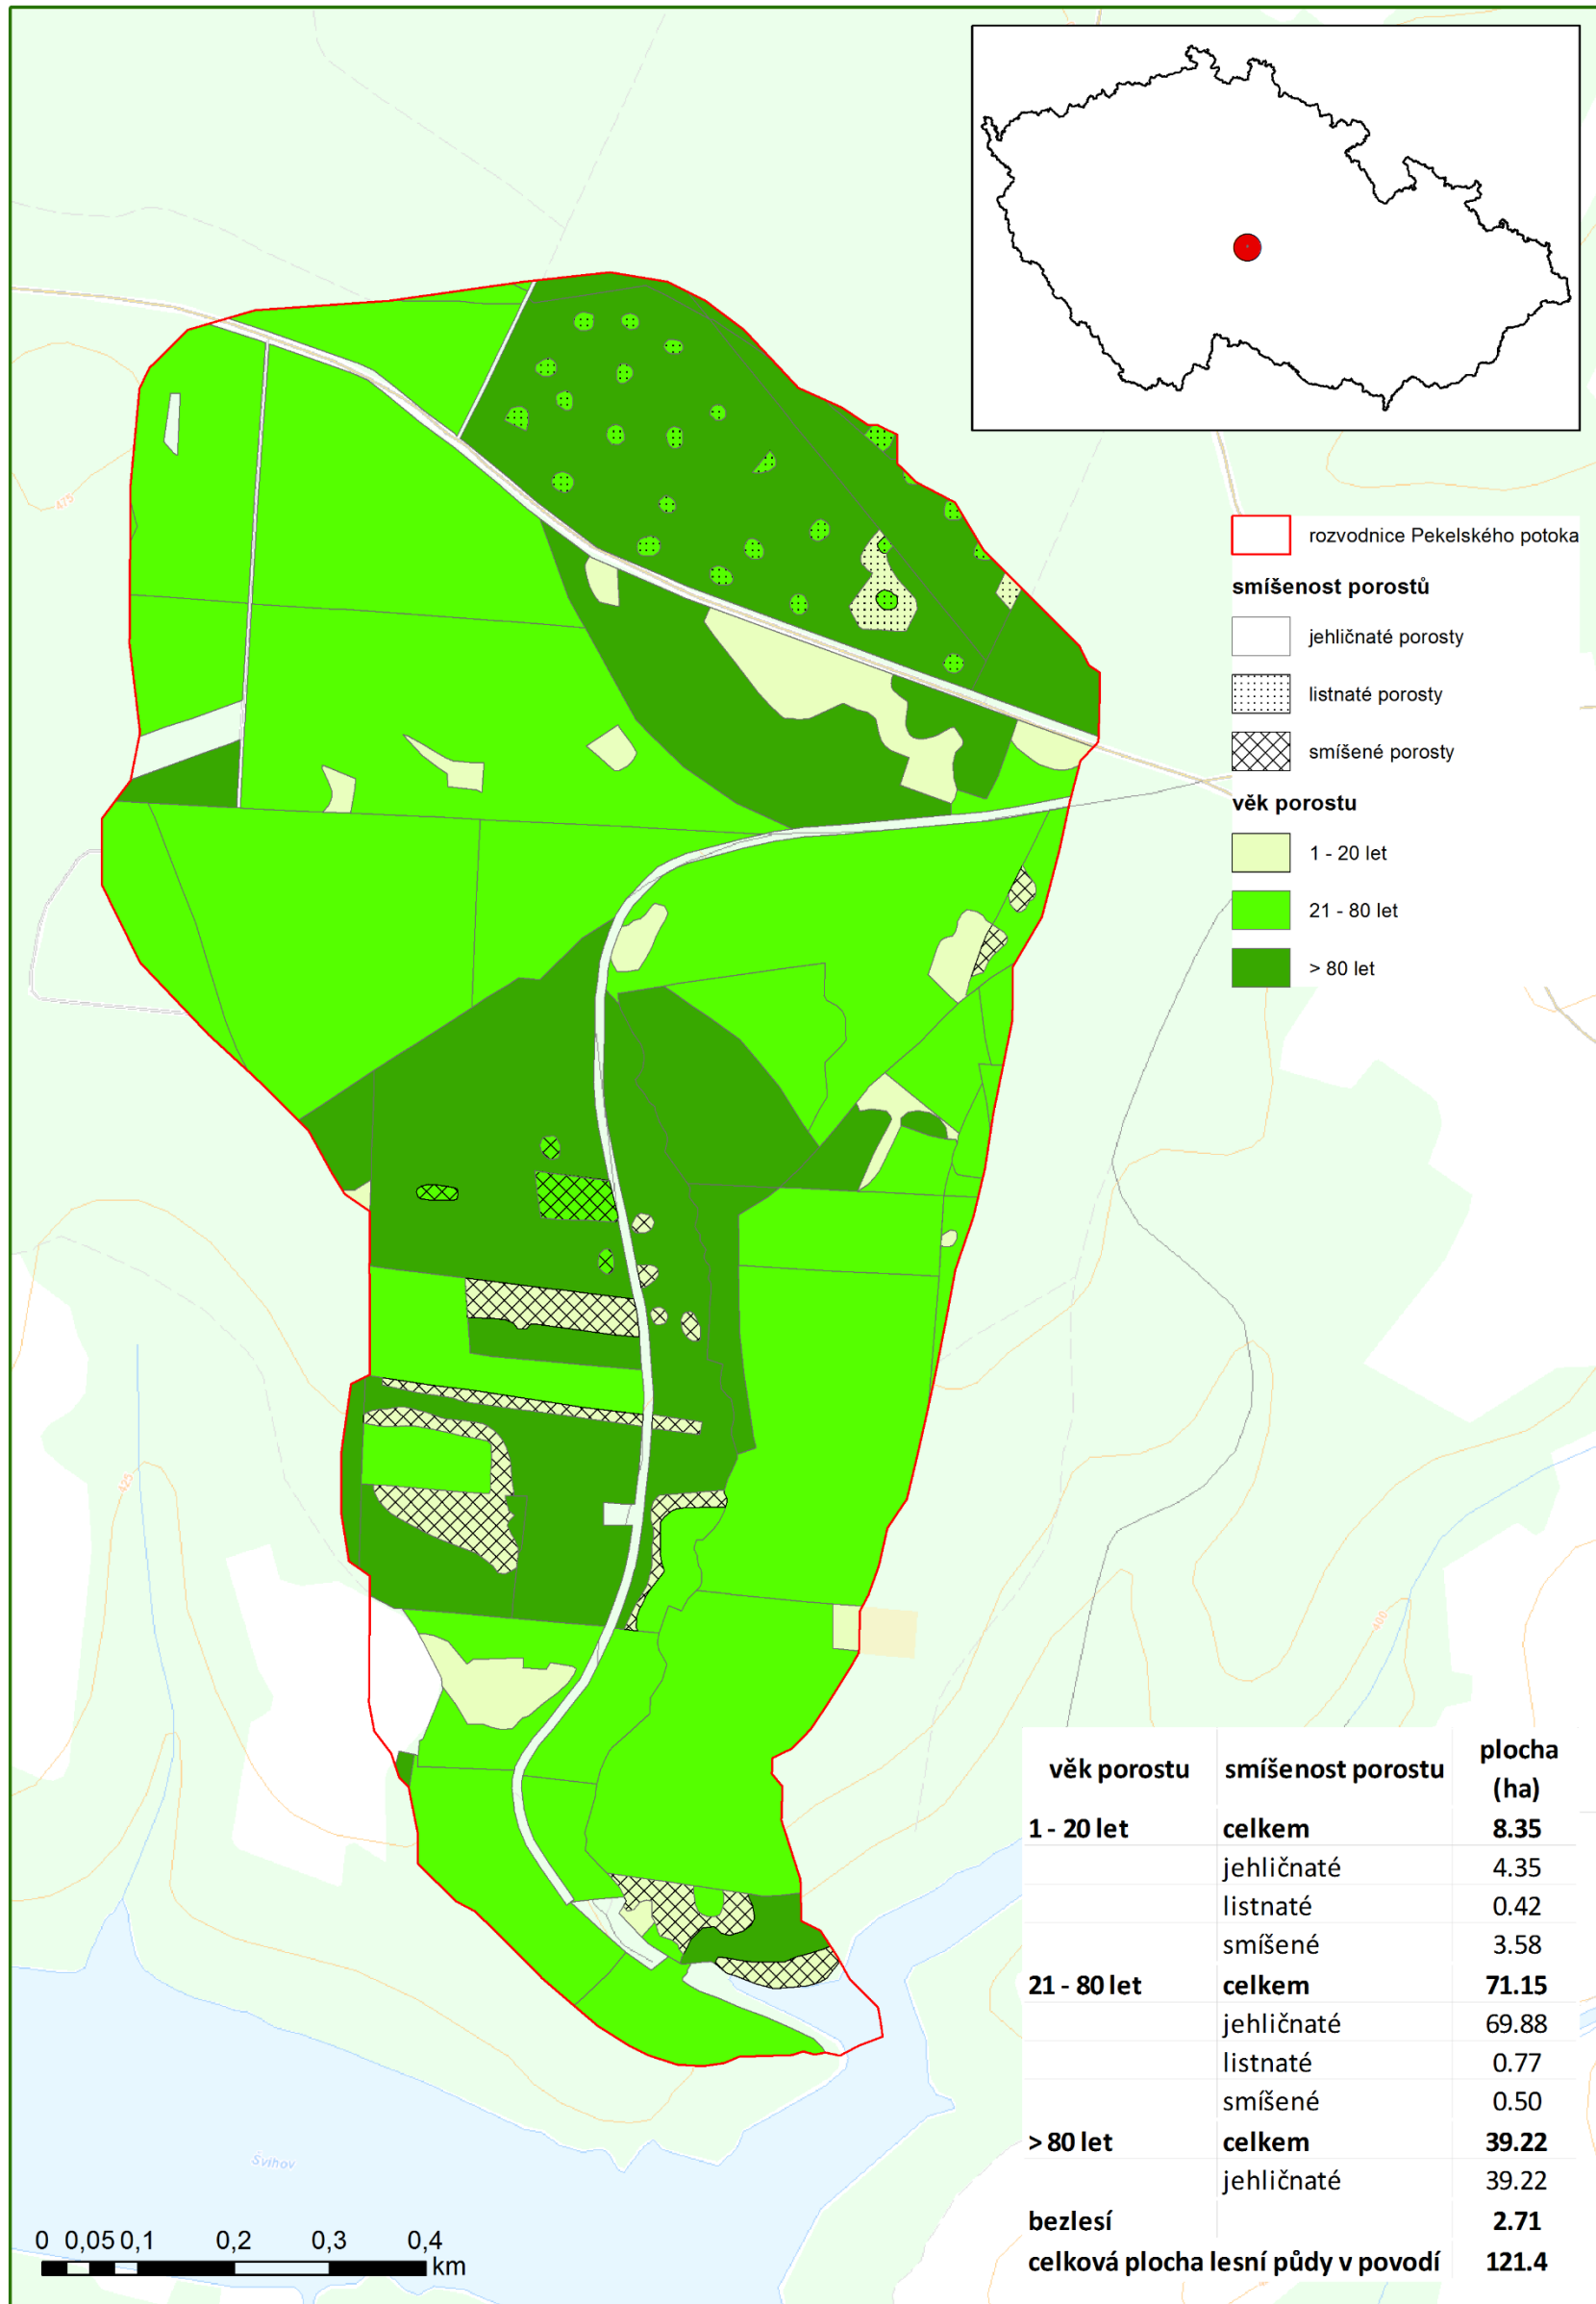 475
rozvodnice Pekelského potoka
smíšenost porostů
jehličnaté porosty
listnaté porosty
smíšené porosty
věk porostu
1 - 20 let
21 - 80 let
> 80 let
425
400
Švihov
0 0,05 0,1 0,2 0,3 0,4
km
věk porostu smíšenost porostu plocha
(ha)
1 - 20 let celkem 8.35
jehličnaté 4.35
listnaté 0.42
smíšené 3.58
21 - 80 let celkem 71.15
jehličnaté 69.88
listnaté 0.77
smíšené 0.50
> 80 let celkem 39.22
jehličnaté 39.22
bezlesí 2.71
celková plocha lesní půdy v povodí 121.4